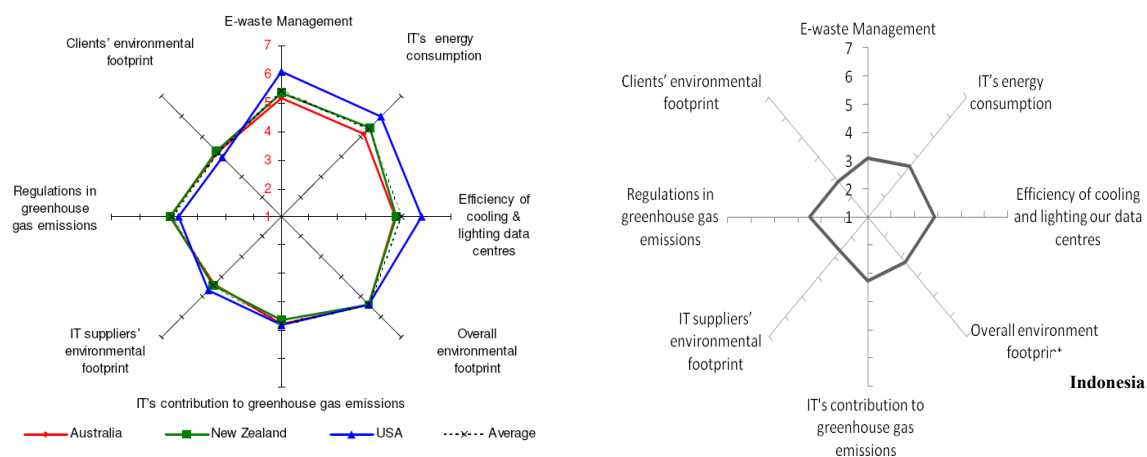 E-waste Management
Clients' environmental
footprint
IT's energy
consumption
7
6
5
4
3
2
1
Regulations in
greenhouse
gas emissions
Efficiency of
cooling &
lighting data
centres
IT suppliers'
environmental
footprint
Overall
environmental
footprint
IT's contribution to greenhouse gas emissions
Australia
New Zealand
USA
Average
E-waste Management
Clients' environmental
footprint
IT's energy
consumption
7
6
5
4
3
2
1
Regulations in
greenhouse gas
emissions
Efficiency of cooling
and lighting our data
centres
IT suppliers'
environmental
footprint
Overall environment
footprint
Indonesia
IT's contribution to
greenhouse gas
emissions